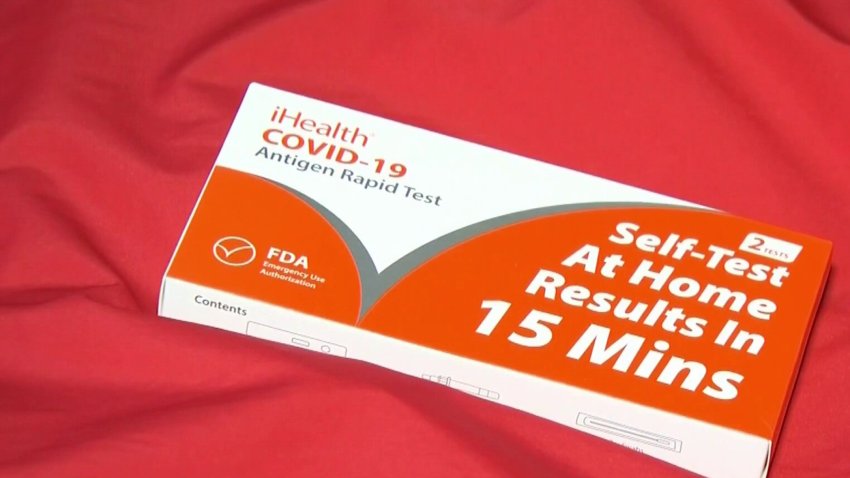 iHealth
COVID-19
Antigen Rapid Test
FDA
Emergency Use
Authorization
2 TESTS
Self-Test
At Home
Results In
15 Mins
Contents